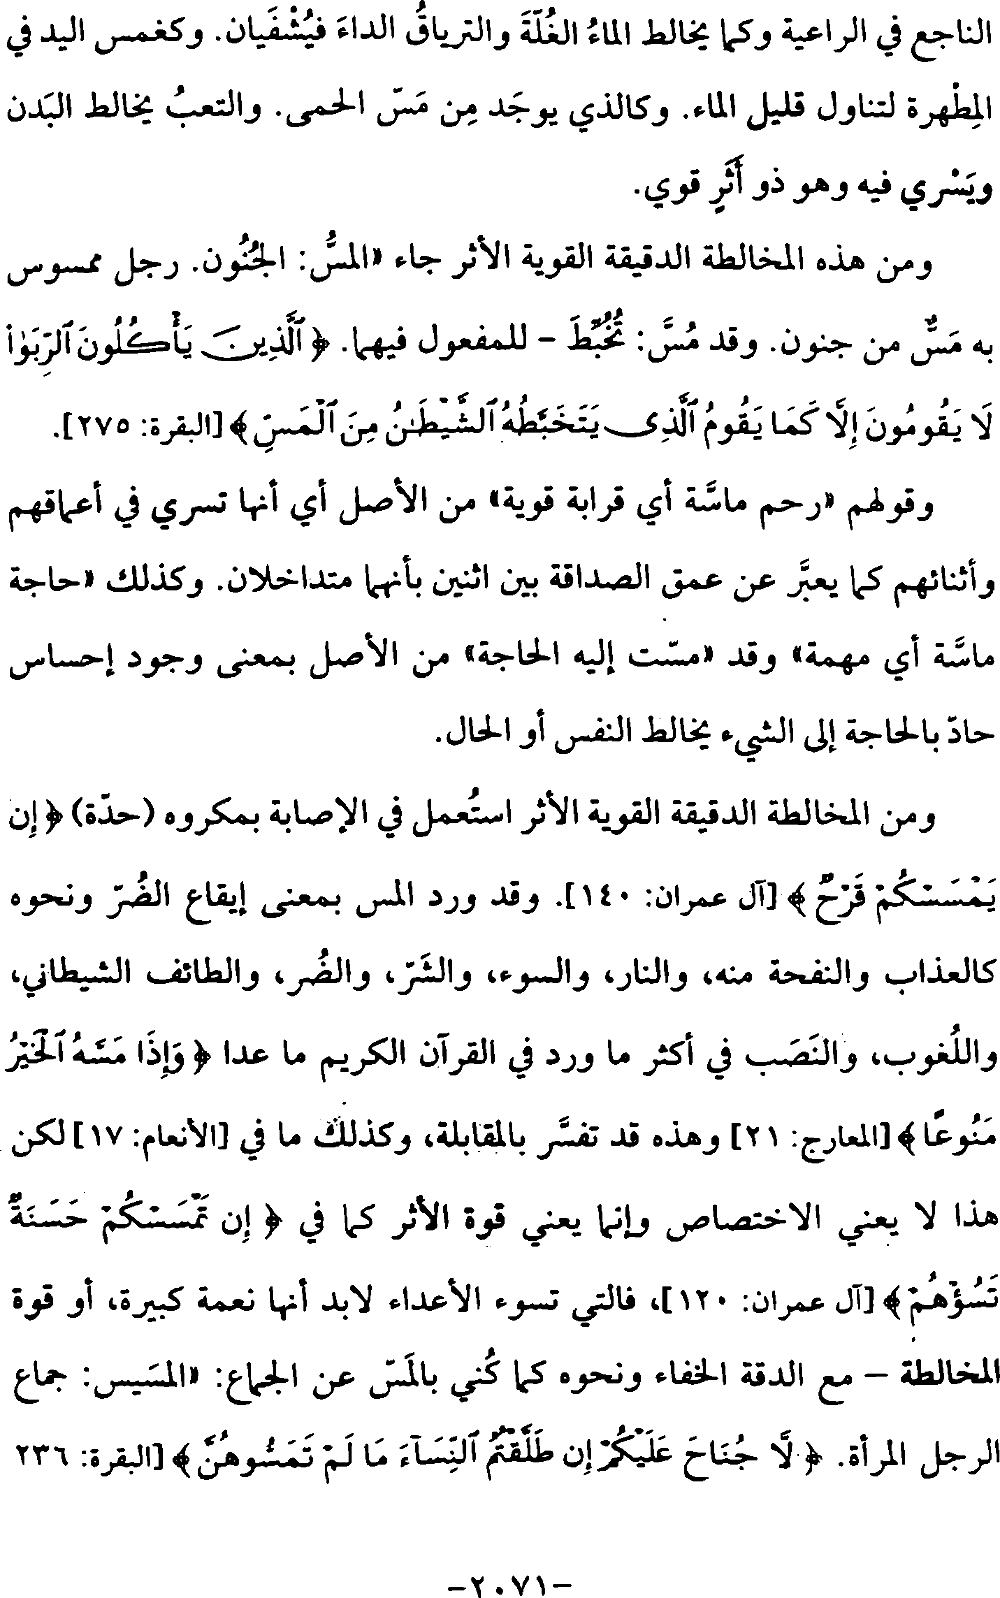 الناجع في الراعية وكما يخالط الماءُ الغُلّةَ والترياقُ الداءَ فيُشْفَيان. وكغمس اليد في
المِطْهرة لتناول قليل الماء. وكالذي يوجَد مِن مَسّ الحمى. والتعبُ يخالط البَدن
ويَسْري فيه وهو ذو أَثَرٍ قوي.
ومن هذه المخالطة الدقيقة القوية الأثر جاء «المسُّ: الجُنُون. رجل ممسوس
به مَسٌّ من جنون. وقد مُسَّ: تُخُبِّطَ – للمفعول فيهما. ﴿ ٱلَّذِينَ يَأْكُلُونَ ٱلرِّبَوٰا۟
لَا يَقُومُونَ إِلَّا كَمَا يَقُومُ ٱلَّذِى يَتَخَبَّطُهُ ٱلشَّيْطَـٰنُ مِنَ ٱلْمَسِّ ﴾ [البقرة: ٢٧٥].
وقولهم «رحم ماسَّة أي قرابة قوية» من الأصل أي أنها تسري في أعماقهم
وأثنائهم كما يعبَّر عن عمق الصداقة بين اثنين بأنهما متداخلان. وكذلك «حاجة
ماسَّة أي مهمة» وقد «مسّت إليه الحاجة» من الأصل بمعنى وجود إحساس
حادّ بالحاجة إلى الشيء يخالط النفس أو الحال.
ومن المخالطة الدقيقة القوية الأثر استُعمل في الإصابة بمكروه (حدّة) ﴿ إِن
يَمْسَسْكُمْ قَرْحٌ ﴾ [آل عمران: ١٤٠]. وقد ورد المس بمعنى إيقاع الضُرّ ونحوه
كالعذاب والنفحة منه، والنار، والسوء، والشَرّ، والضُر، والطائف الشيطاني،
واللُغوب، والنَصَب في أكثر ما ورد في القرآن الكريم ما عدا ﴿ وَإِذَا مَسَّهُ ٱلْخَيْرُ
مَنُوعًا ﴾ [المعارج: ٢١] وهذه قد تفسَّر بالمقابلة، وكذلك ما في [الأنعام: ١٧] لكن
هذا لا يعني الاختصاص وإنما يعني قوة الأثر كما في ﴿ إِن تَمْسَسْكُمْ حَسَنَةٌ
تَسُؤْهُمْ ﴾ [آل عمران: ١٢٠]، فالتي تسوء الأعداء لابد أنها نعمة كبيرة، أو قوة
المخالطة – مع الدقة الخفاء ونحوه كما كُني بالمَسّ عن الجماع: «المسَيس: جماع
الرجل المرأة. ﴿ لَّا جُنَاحَ عَلَيْكُمْ إِن طَلَّقْتُمُ ٱلنِّسَآءَ مَا لَمْ تَمَسُّوهُنَّ ﴾ [البقرة: ٢٣٦
–٢٠٧١–